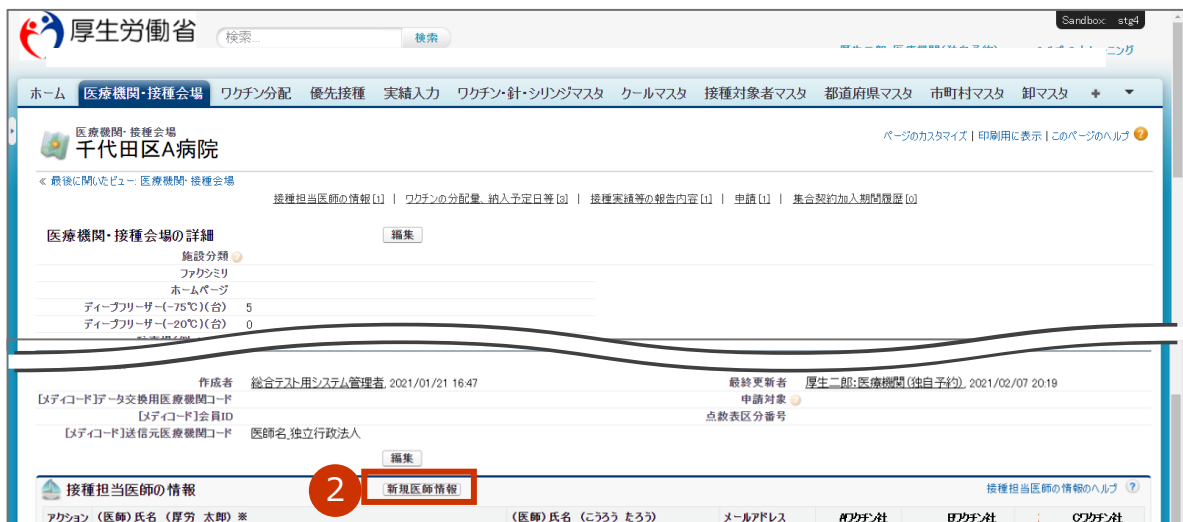 Sandbox: stg4
厚生労働省 検索... 検索
ホーム 医療機関・接種会場 ワクチン分配 優先接種 実績入力 ワクチン・針・シリンジマスタ クールマスタ 接種対象者マスタ 都道府県マスタ 市町村マスタ 卸マスタ +
医療機関・接種会場
千代田区A病院
ページのカスタマイズ | 印刷用に表示 | このページのヘルプ
« 最後に開いたビュー: 医療機関・接種会場
接種担当医師の情報[1] | ワクチンの分配量、納入予定日等[3] | 接種実績等の報告内容[1] | 申請[1] | 集合契約加入期間履歴[0]
医療機関・接種会場の詳細 編集
施設分類
ファクシミリ
ホームページ
ディープフリーザー(-75℃)(台) 5
ディープフリーザー(-20℃)(台) 0
作成者 総合テスト用システム管理者, 2021/01/21 16:47 最終更新者 厚生二郎:医療機関(独自予約), 2021/02/07 20:19
[メディコード]データ交換用医療機関コード 申請対象
[メディコード]会員ID 点数表区分番号
[メディコード]送信元医療機関コード 医師名_独立行政法人
編集
接種担当医師の情報 2 新規医師情報 接種担当医師の情報のヘルプ ?
アクション (医師)氏名 (厚労 太郎) ※ (医師)氏名 (こうろう たろう) メールアドレス Aワクチン社 Bワクチン社 Cワクチン社